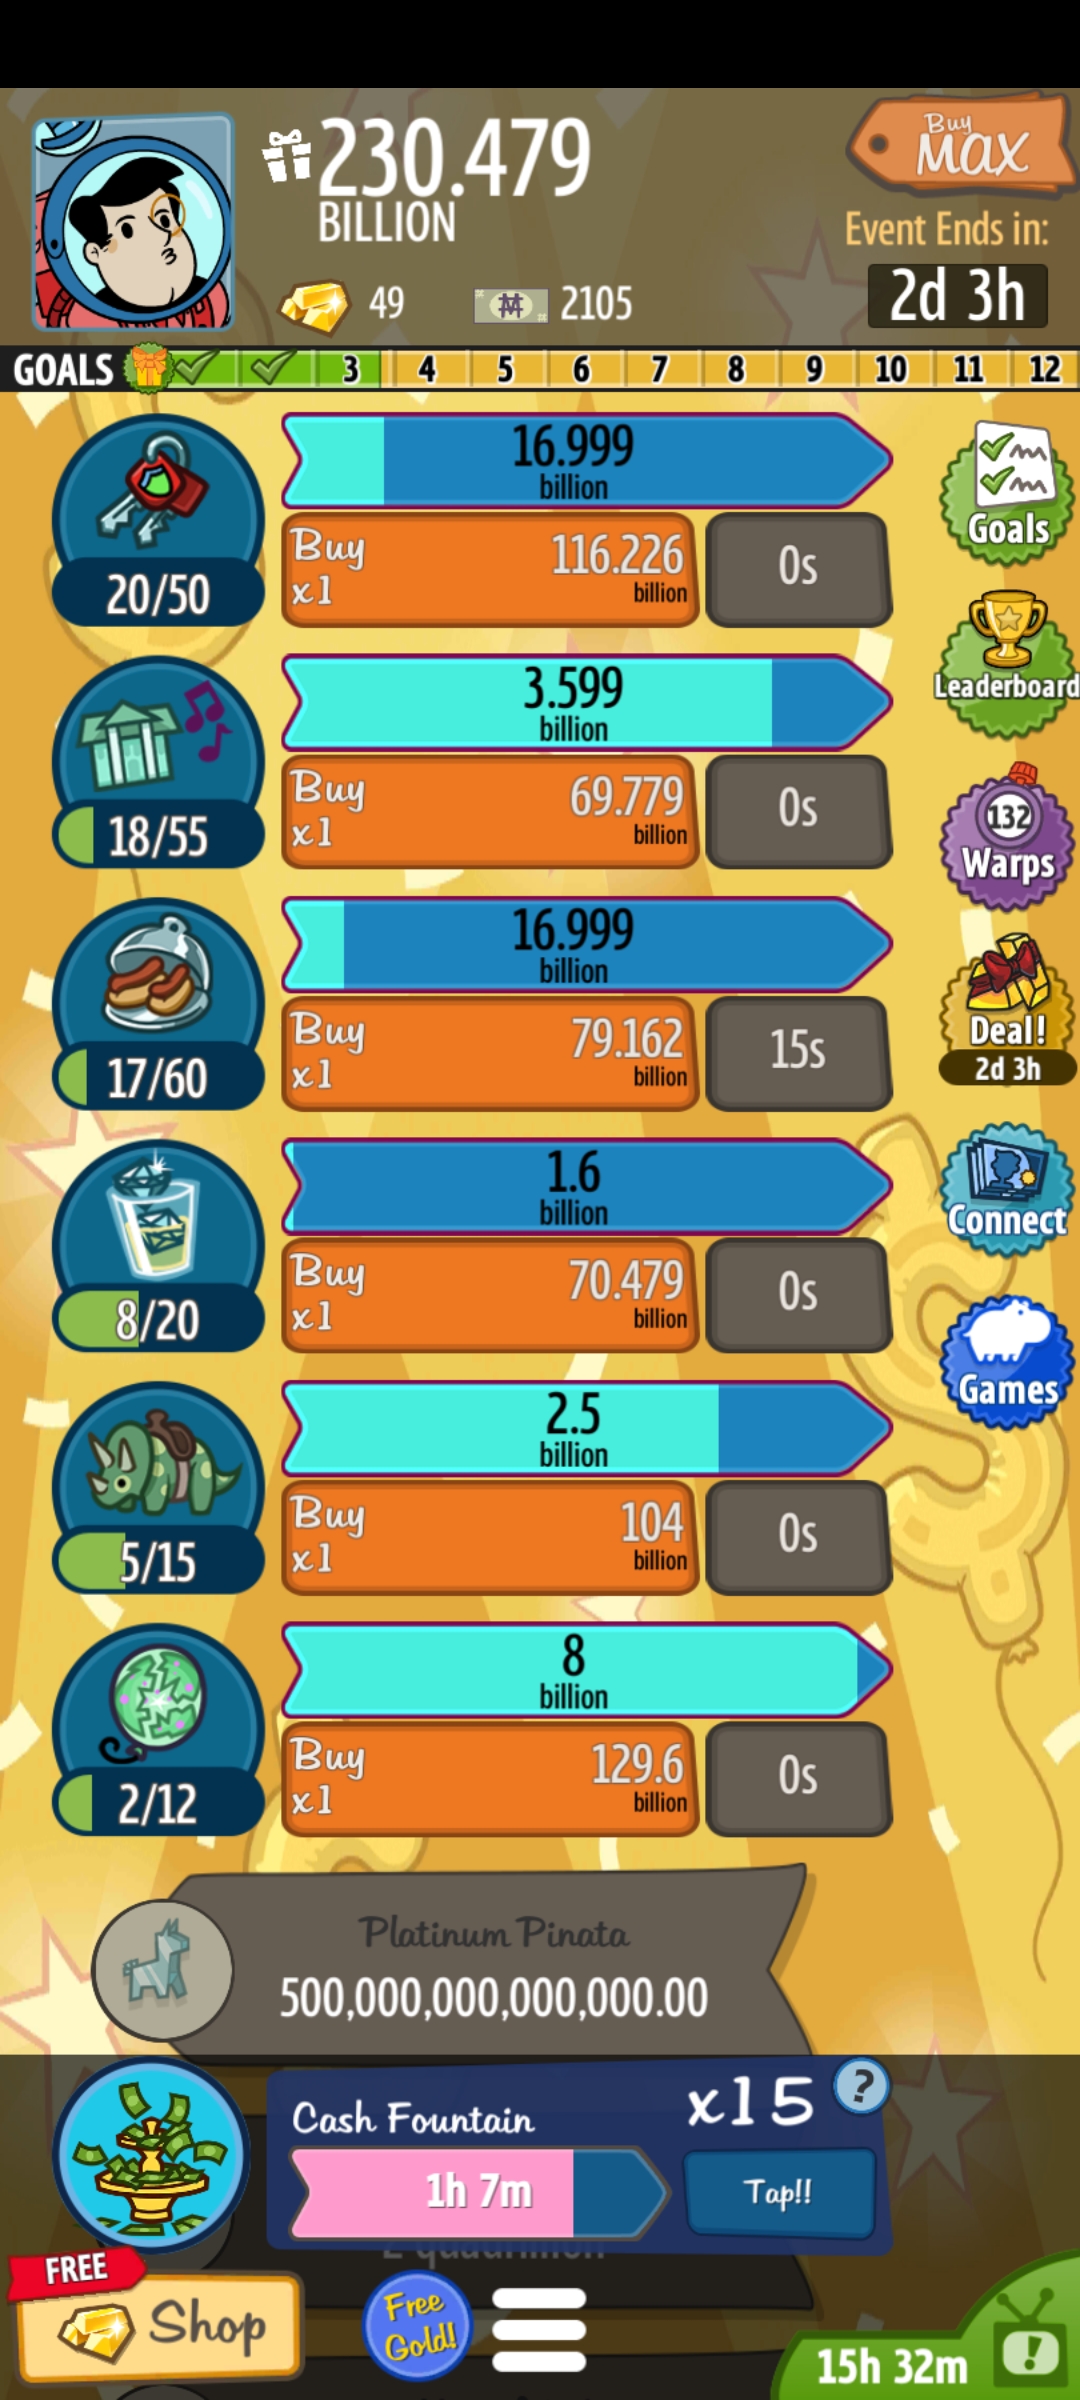 230.479
BILLION
Buy
MAX
Event Ends in:
2d 3h
49
2105
GOALS 3 4 5 6 7 8 9 10 11 12
16.999
billion
Buy
x1
116.226
billion
0s
20/50
Goals
Leaderboard
3.599
billion
Buy
x1
69.779
billion
0s
18/55
132
Warps
16.999
billion
Buy
x1
79.162
billion
15s
17/60
Deal!
2d 3h
1.6
billion
Buy
x1
70.479
billion
0s
8/20
Connect
2.5
billion
Buy
x1
104
billion
0s
5/15
Games
8
billion
Buy
x1
129.6
billion
0s
2/12
Platinum Pinata
500,000,000,000,000.00
Cash Fountain
x15
?
1h 7m
Tap!!
FREE
Shop
Free
Gold!
15h 32m